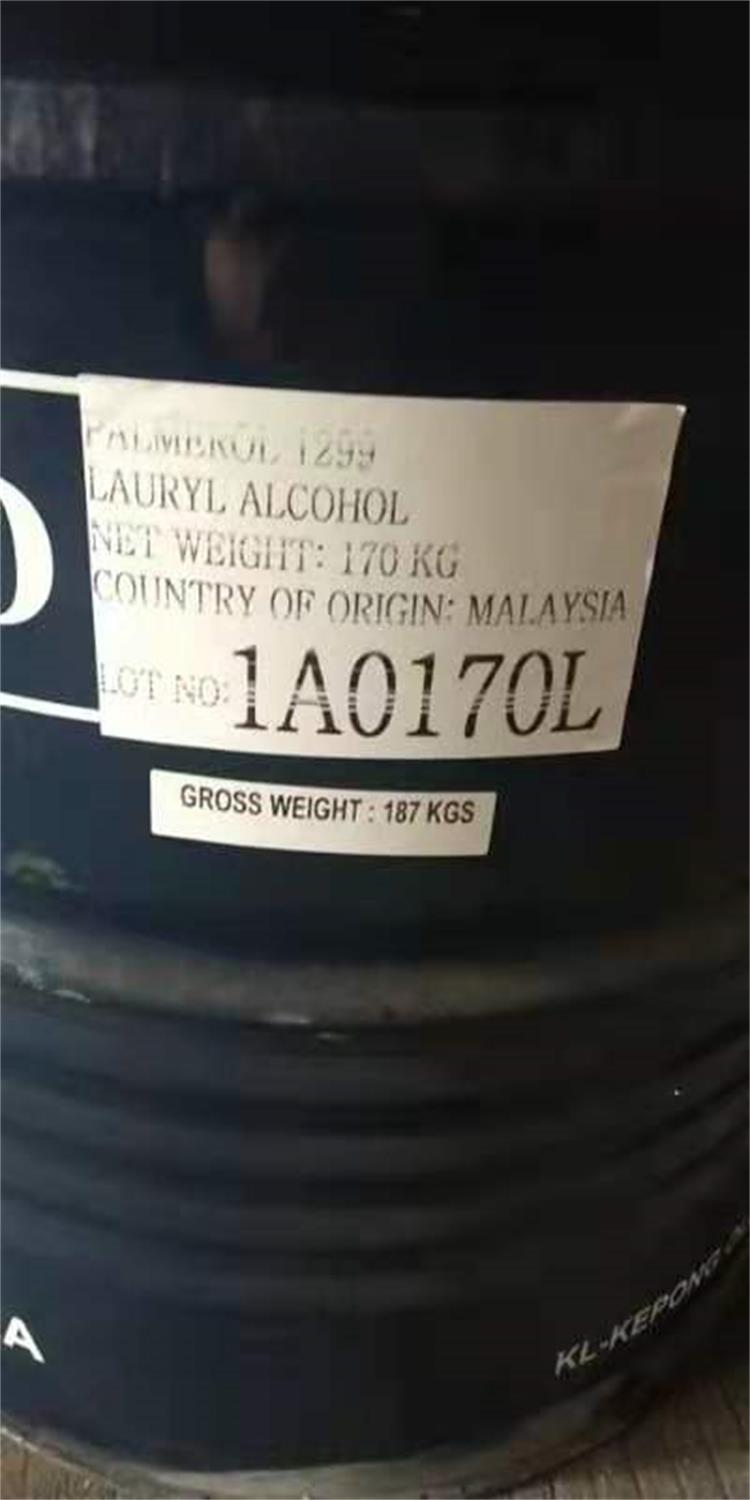 PALMEROL 1299
LAURYL ALCOHOL
NET WEIGHT: 170 KG
COUNTRY OF ORIGIN: MALAYSIA
LOT NO: 1A0170L
GROSS WEIGHT : 187 KGS
A
KL-KEPONG